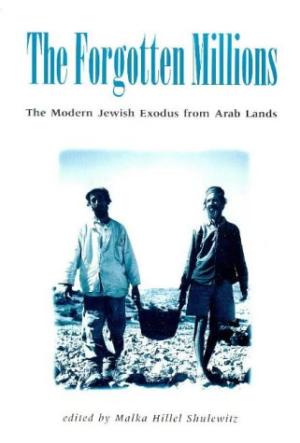 The Forgotten Millions
The Modern Jewish Exodus from Arab Lands
edited by Malka Hillel Shulewitz